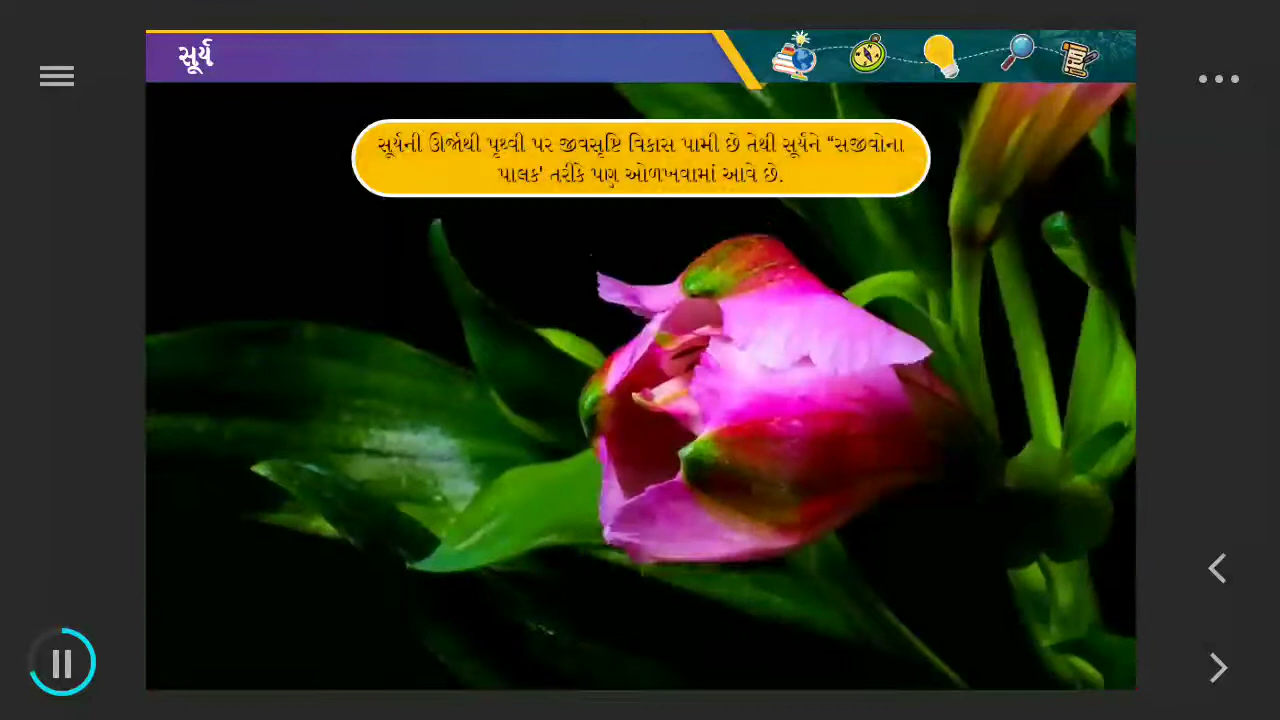 સૂર્ય
સૂર્યની ઊર્જાથી પૃથ્વી પર જીવસૃષ્ટિ વિકાસ પામી છે તેથી સૂર્યને “સજીવોના
પાલક' તરીકે પણ ઓળખવામાં આવે છે.